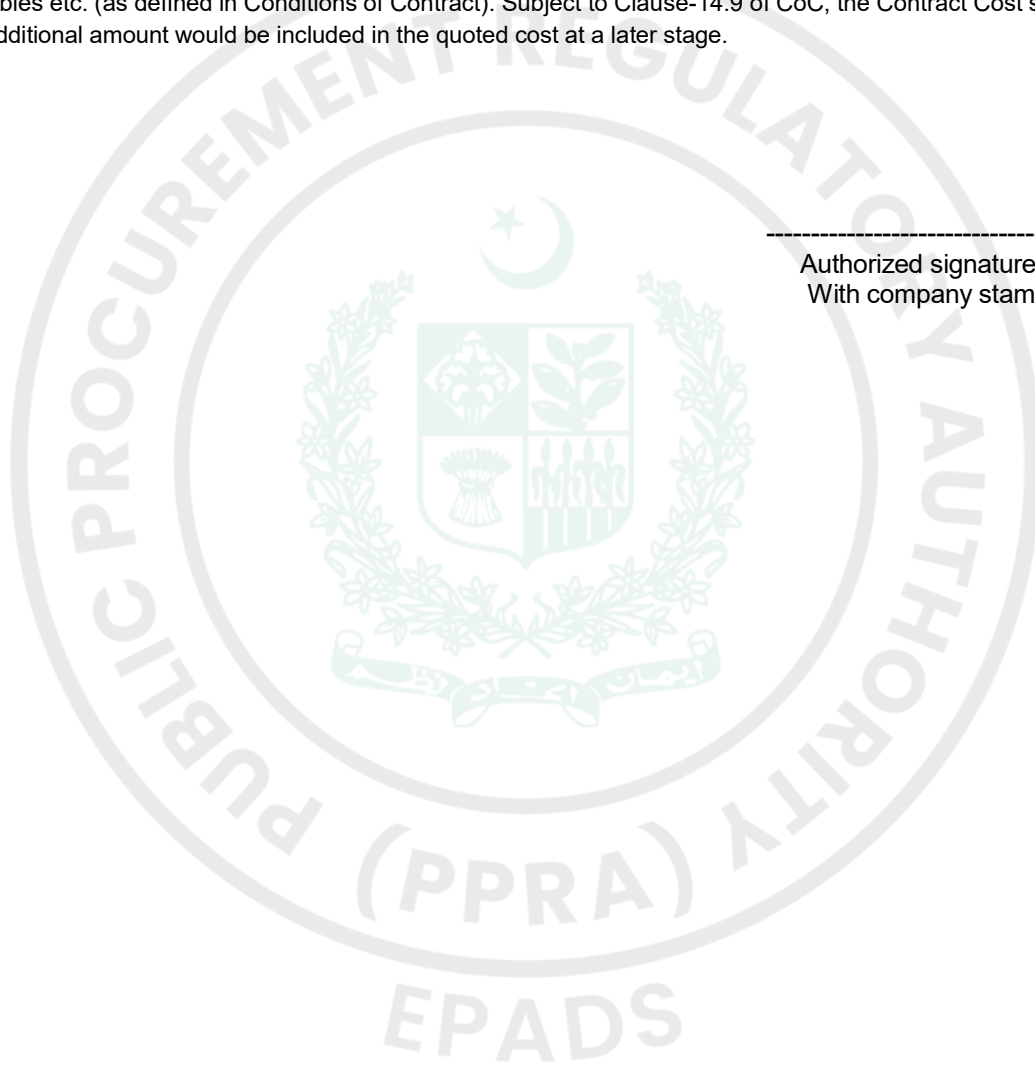 bles etc. (as defined in Conditions of Contract). Subject to Clause-14.9 of CoC, the Contract Cost
dditional amount would be included in the quoted cost at a later stage.
------------------------------
Authorized signature
With company stam
PUBLIC PROCUREMENT REGULATORY AUTHORITY
(PPRA)
EPADS